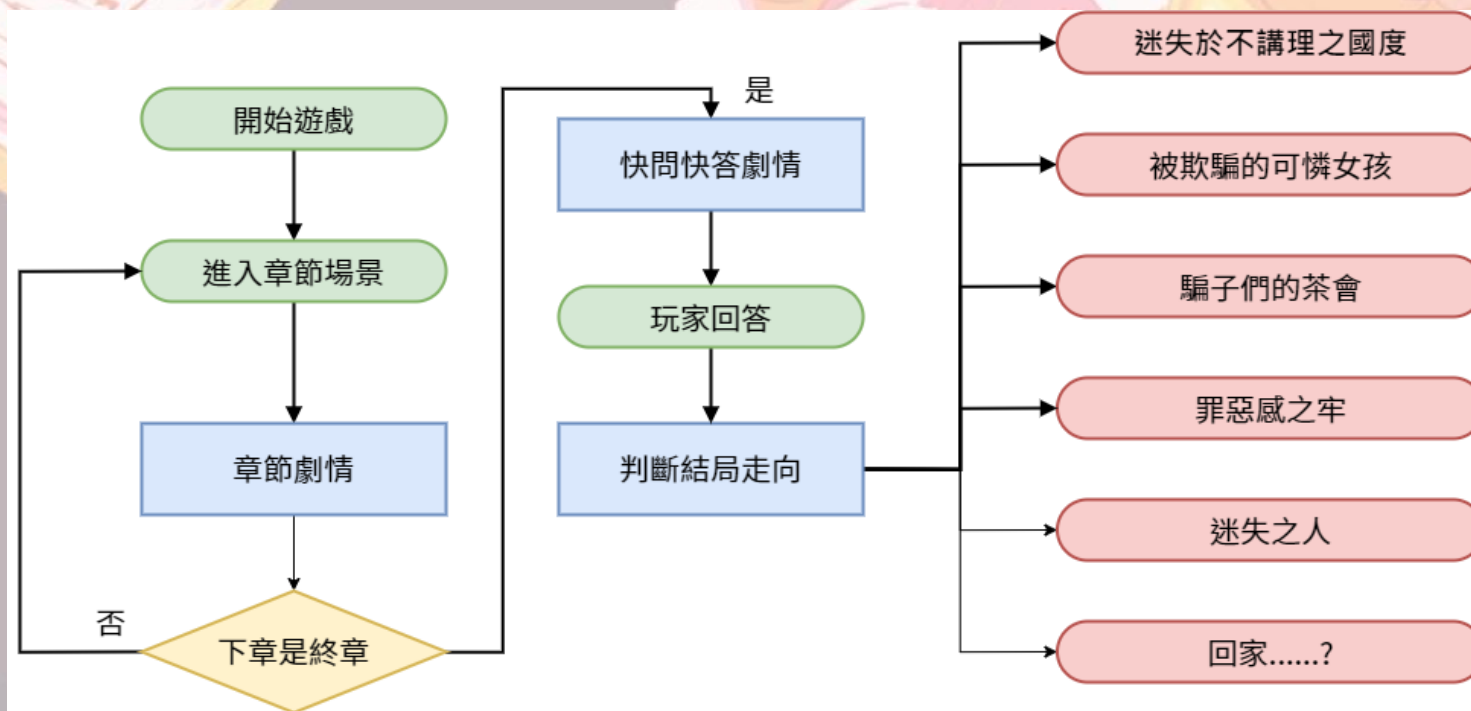 開始遊戲
進入章節場景
章節劇情
下章是終章
否
是
快問快答劇情
玩家回答
判斷結局走向
迷失於不講理之國度
被欺騙的可憐女孩
騙子們的茶會
罪惡感之牢
迷失之人
回家......?